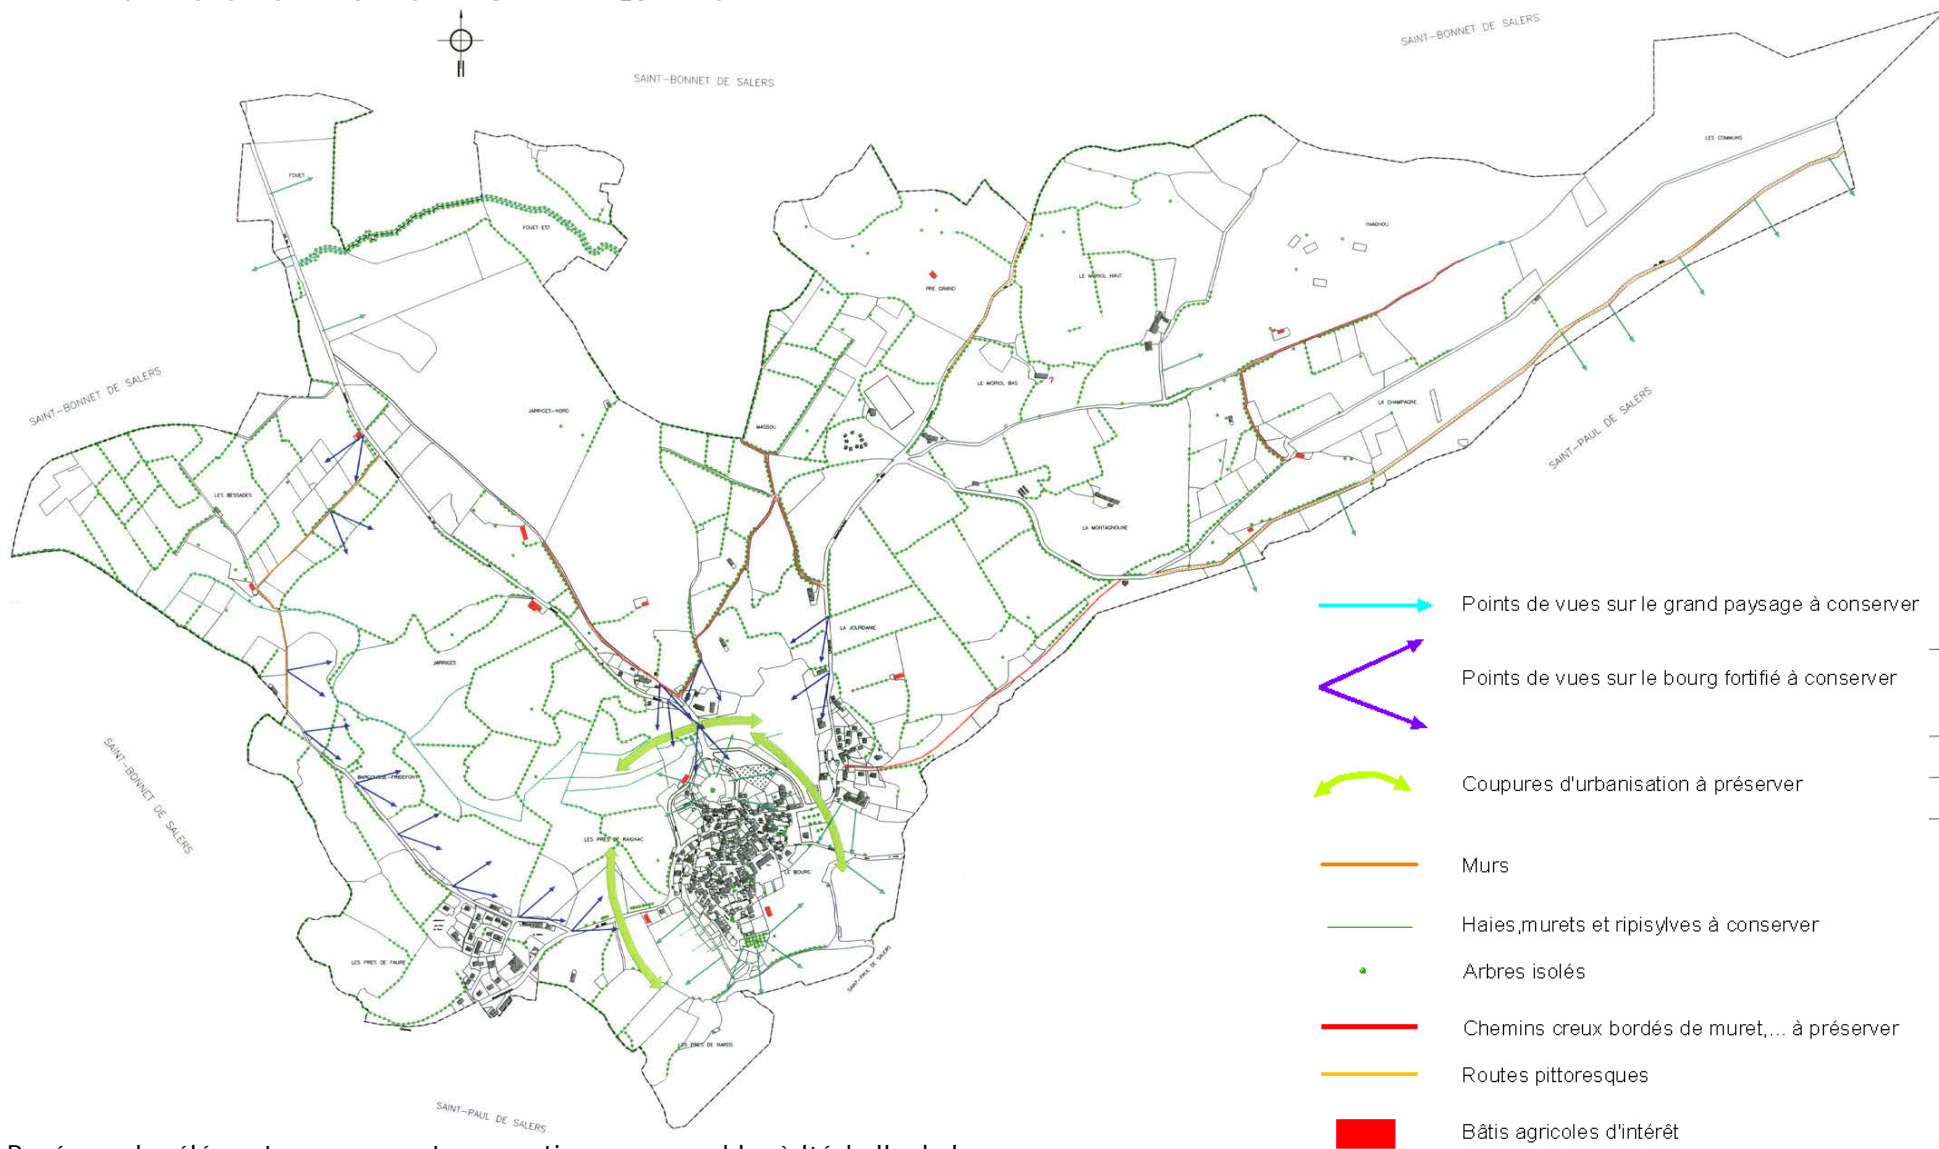 SAINT-BONNET DE SALERS
SAINT-BONNET DE SALERS
LES COMMUNS
FOUET
FOUET EST
YNAGHOU
LE MORIOL HAUT
PRE GRAND
SAINT-BONNET DE SALERS
LE MORIOL BAS
?
JARRIGES-NORD
LA CHAMPAGNE
MASSOU
SAINT-PAUL DE SALERS
LES BESSADES
LA MONTAGHOUNE
Points de vues sur le grand paysage à conserver
LA JOURDANIE
JARRIGES
Points de vues sur le bourg fortifié à conserver
SAINT-BONNET DE SALERS
Coupures d'urbanisation à préserver
LES PRES DE RAIGNAC
LE BOURG
Murs
Haies,murets et ripisylves à conserver
LES PRES DE FAURE
SAINT-PAUL DE SALERS
Arbres isolés
Chemins creux bordés de muret,... à préserver
Routes pittoresques
SAINT-PAUL DE SALERS
Bâtis agricoles d'intérêt